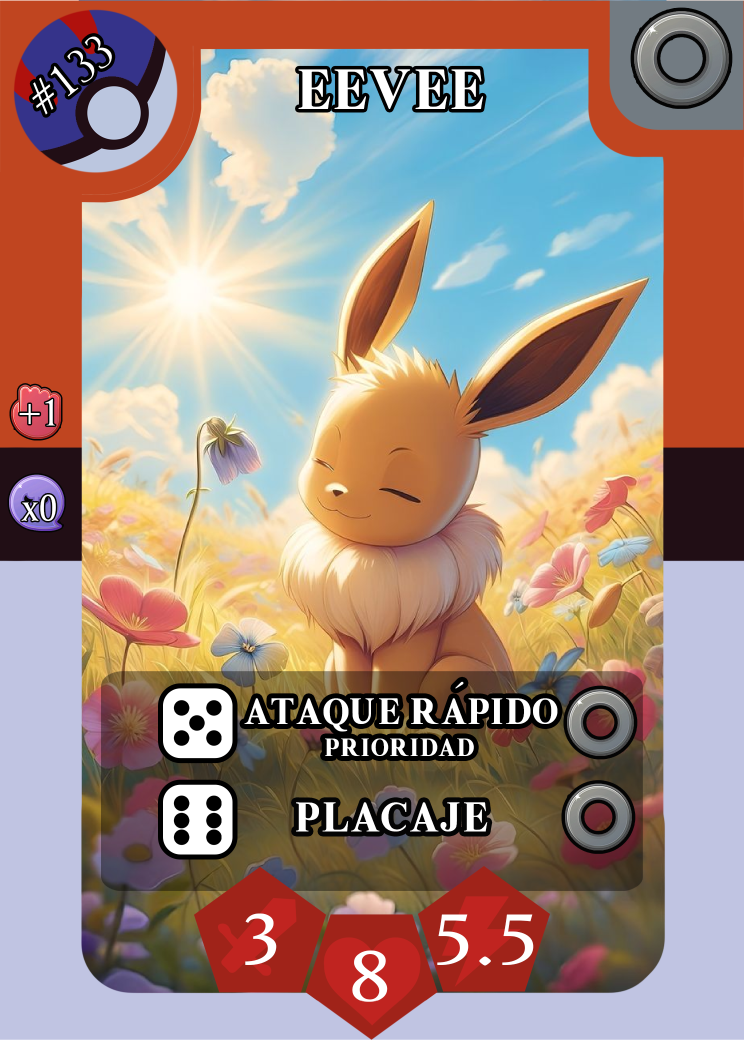 #133
EEVEE
+1
x0
ATAQUE RÁPIDO
PRIORIDAD
PLACAJE
3
8
5.5